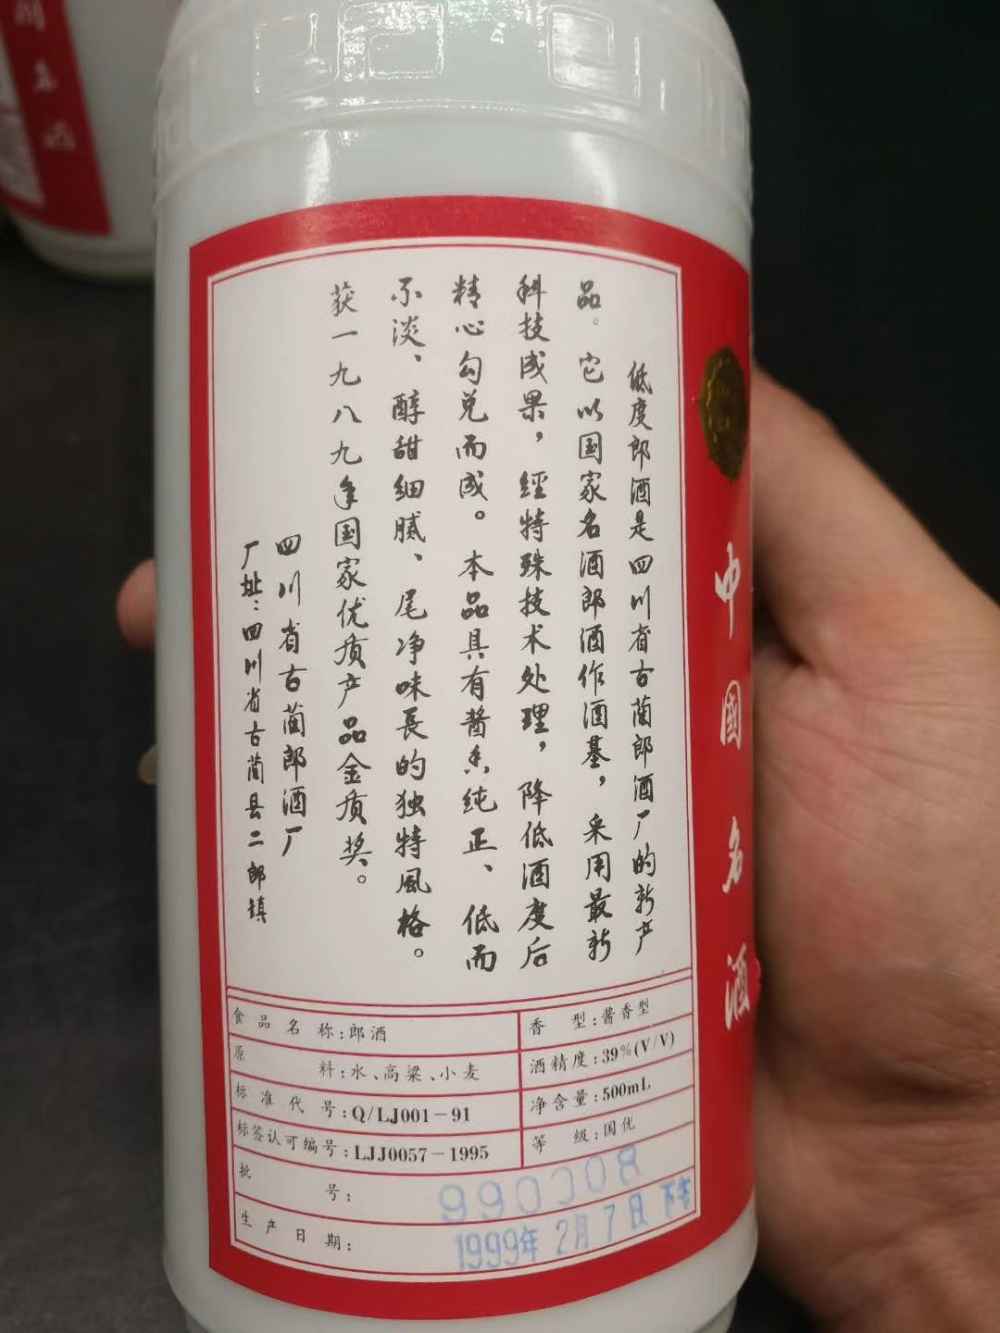 低度郎酒是四川省古蔺郎酒厂的新产
品。它以国家名酒郎酒作酒基，采用最新
科技成果，經特殊技术处理，降低酒度后
精心勾兑而成。本品具有酱香纯正、低而
不淡、醇甜细腻、尾净味長的独特風格。
获一九八九年国家优质产品金质奖。
四川省古蔺郎酒厂
厂址：四川省古蔺县二郎镇
中國名酒
食品名称：郎酒
香型：酱香型
原料：水、高粱、小麦
酒精度：39%(V/V)
标准代号：Q/LJ001-91
净含量：500mL
标签认可编号：LJJ0057-1995
等级：国优
批号：
生产日期：1999年2月7日下午